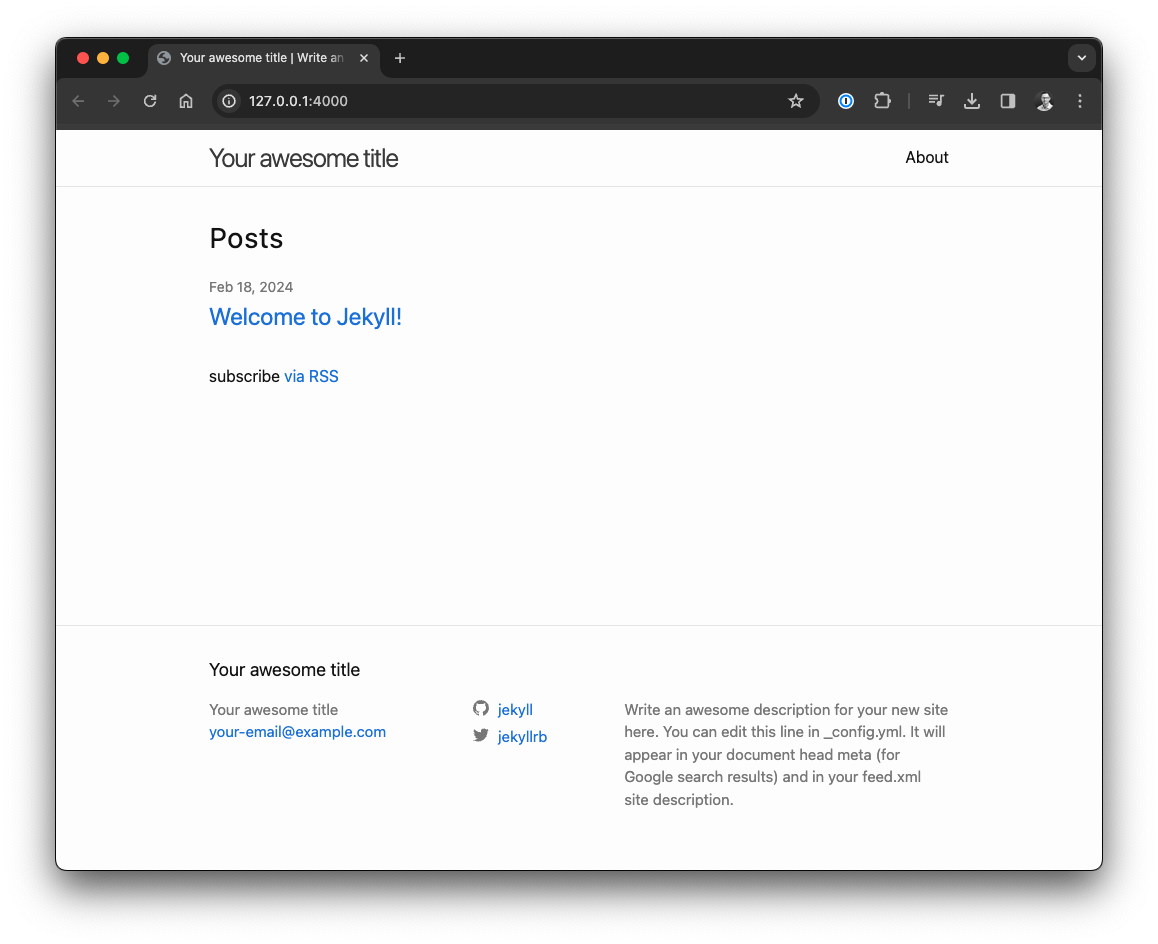 Your awesome title | Write an
127.0.0.1:4000
Your awesome title
About
Posts
Feb 18, 2024
Welcome to Jekyll!
subscribe via RSS
Your awesome title
Your awesome title
your-email@example.com
jekyll
jekyllrb
Write an awesome description for your new site
here. You can edit this line in _config.yml. It will
appear in your document head meta (for
Google search results) and in your feed.xml
site description.